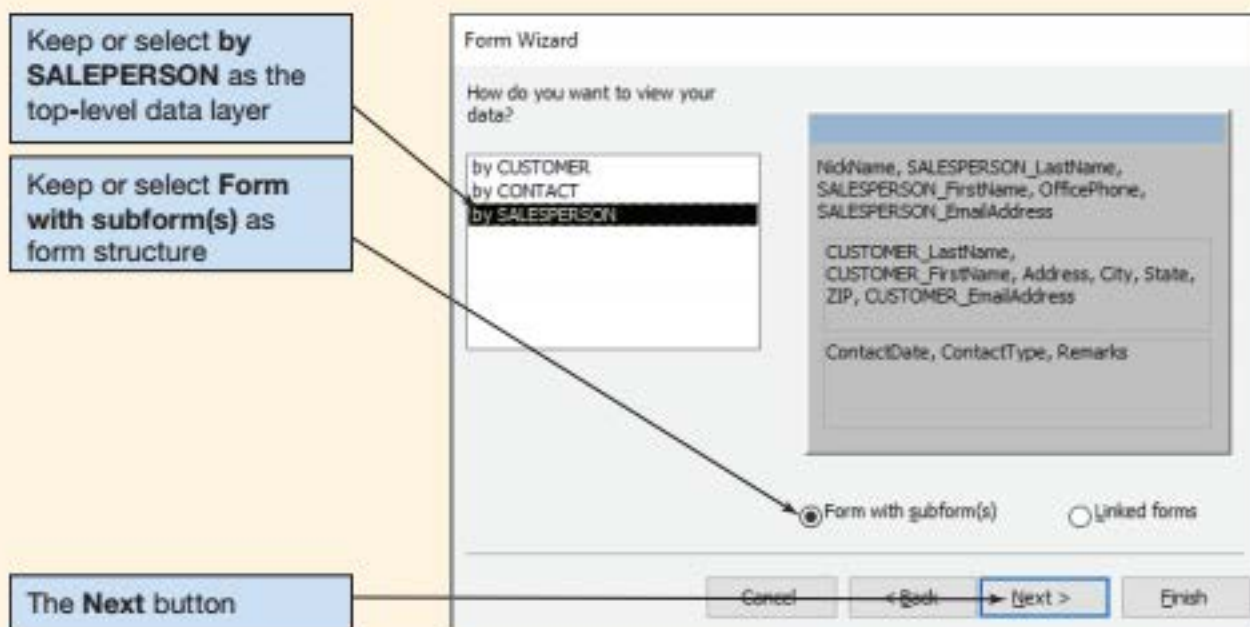 Keep or select by
SALEPERSON as the
top-level data layer
Keep or select Form
with subform(s) as
form structure
The Next button
Form Wizard
How do you want to view your
data?
by CUSTOMER
by CONTACT
by SALESPERSON
NickName, SALESPERSON_LastName,
SALESPERSON_FirstName, OfficePhone,
SALESPERSON_EmailAddress
CUSTOMER_LastName,
CUSTOMER_FirstName, Address, City, State,
ZIP, CUSTOMER_EmailAddress
ContactDate, ContactType, Remarks
Form with subform(s)
Linked forms
Cancel
< Back
Next >
Finish